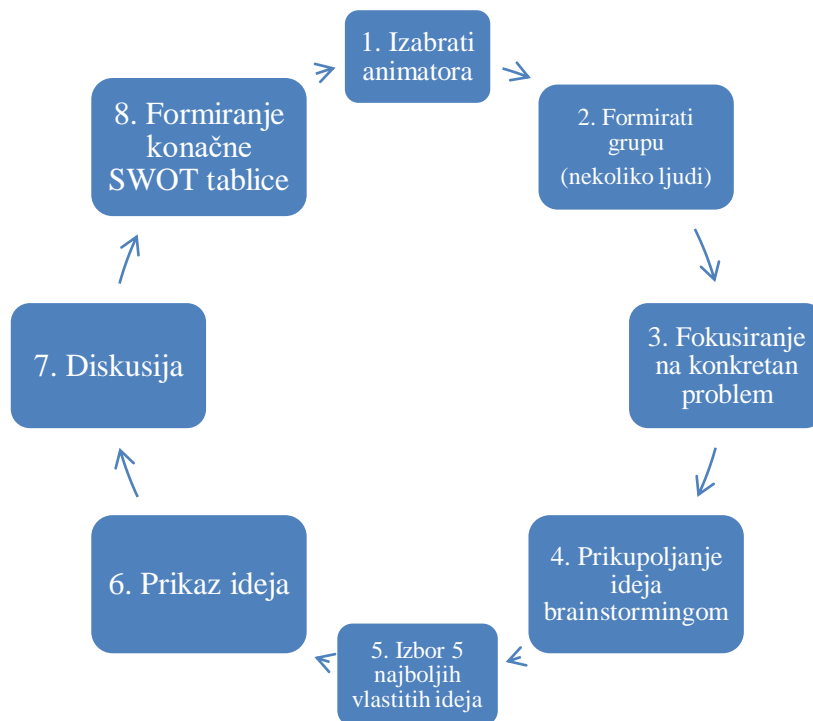 1. Izabrati
animatora
2. Formirati
grupu
(nekoliko ljudi)
3. Fokusiranje
na konkretan
problem
4. Prikupoljanje
ideja
brainstormingom
5. Izbor 5
najboljih
vlastitih ideja
6. Prikaz ideja
7. Diskusija
8. Formiranje
konačne
SWOT tablice